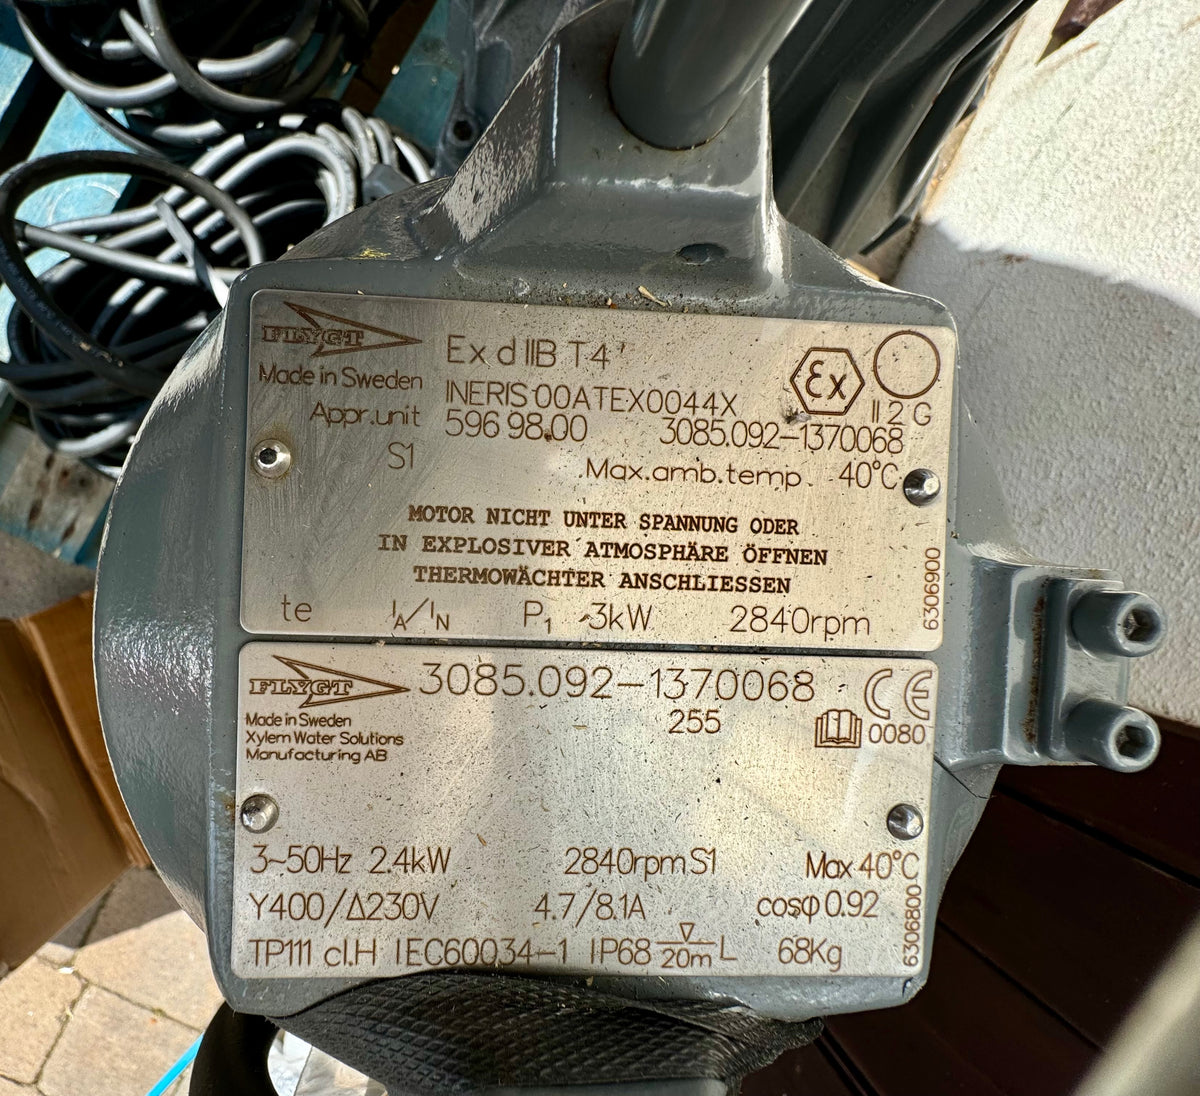 FLYGT
Ex d IIB T4
Made in Sweden
INERIS 00ATEX0044X
Ex
II 2 G
Appr.unit 596 98.00 3085.092-1370068
S1 Max.amb.temp. 40°C
MOTOR NICHT UNTER SPANNUNG ODER
IN EXPLOSIVER ATMOSPHÄRE ÖFFNEN
THERMOWÄCHTER ANSCHLIESSEN
te IA/IN P1 3kW 2840rpm
6306900
FLYGT
3085.092-1370068
255
CE
0080
Made in Sweden
Xylem Water Solutions
Manufacturing AB
3~50Hz 2.4kW 2840rpm S1 Max 40°C
Y400/Δ230V 4.7/8.1A cosφ 0.92
TP111 cl.H IEC60034-1 IP68 20m L 68Kg
6306800